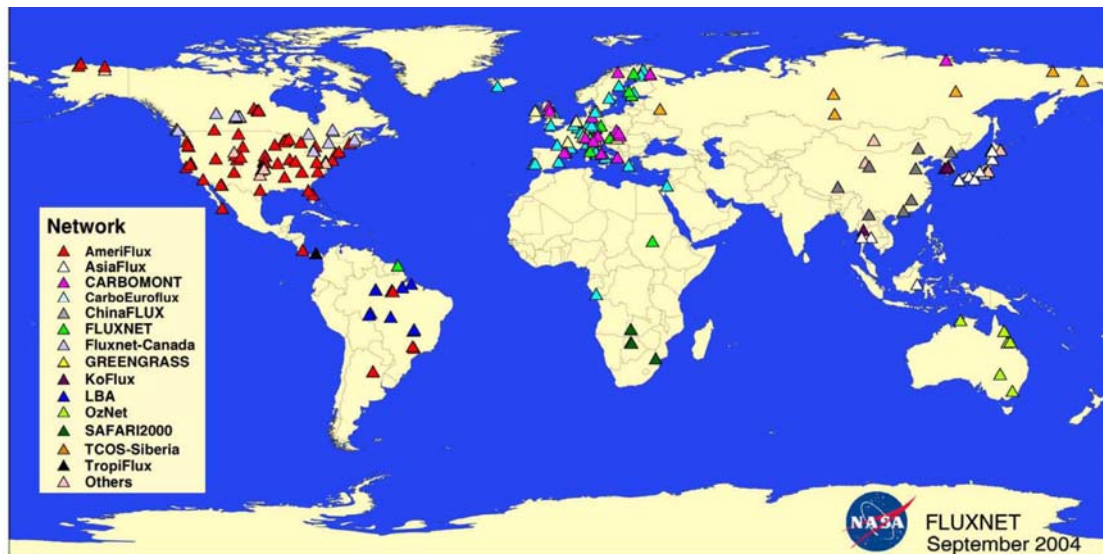 Network
AmeriFlux
AsiaFlux
CARBOMONT
CarboEuroflux
ChinaFLUX
FLUXNET
Fluxnet-Canada
GREENGRASS
KoFlux
LBA
OzNet
SAFARI2000
TCOS-Siberia
TropiFlux
Others
NASA
FLUXNET
September 2004